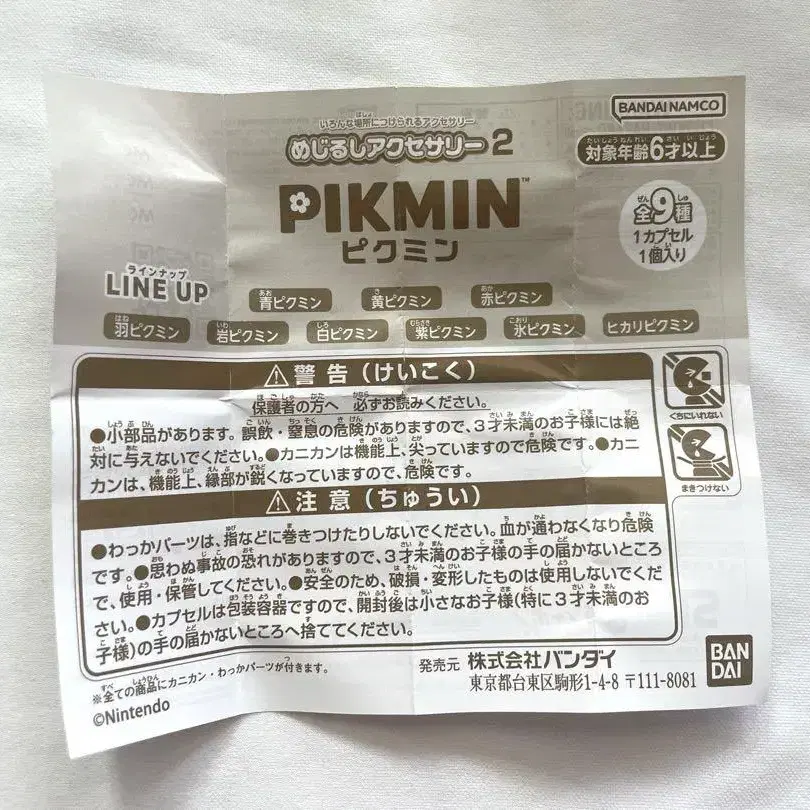 BANDAI NAMCO
いろんな場所につけられるアクセサリー
めじるしアクセサリー2
対象年齢6才以上
PIKMIN™
ピクミン
全9種
1カプセル
1個入り
ラインナップ
LINE UP
青ピクミン 黄ピクミン 赤ピクミン
羽ピクミン 岩ピクミン 白ピクミン 紫ピクミン 氷ピクミン ヒカリピクミン
⚠警告(けいこく)
保護者の方へ 必ずお読みください。
●小部品があります。誤飲・窒息の危険がありますので、3才未満のお子様には絶
対に与えないでください。●カニカンは機能上、尖っていますので危険です。●カニ
カンは、機能上、縁部が鋭くなっていますので、危険です。
くちにいれない
まきつけない
⚠注意(ちゅうい)
●わっかパーツは、指などに巻きつけたりしないでください。血が通わなくなり危険
です。●思わぬ事故の恐れがありますので、3才未満のお子様の手の届かないところ
で、使用・保管してください。●安全のため、破損・変形したものは使用しないでくだ
さい。●カプセルは包装容器ですので、開封後は小さなお子様(特に3才未満のお
子様)の手の届かないところへ捨ててください。
※全ての商品にカニカン・わっかパーツが付きます。
©Nintendo
発売元 株式会社バンダイ
東京都台東区駒形1-4-8 〒111-8081
BAN
DAI